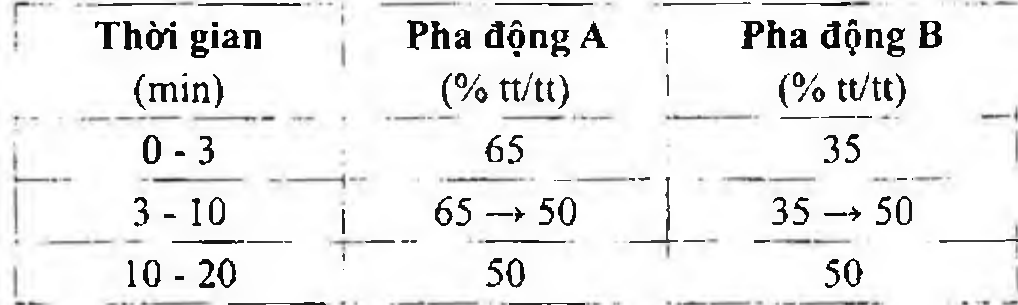 Thời gian Pha động A Pha động B
(min) (% tt/tt) (% tt/tt)
0 - 3 65 35
3 - 10 65 → 50 35 → 50
10 - 20 50 50